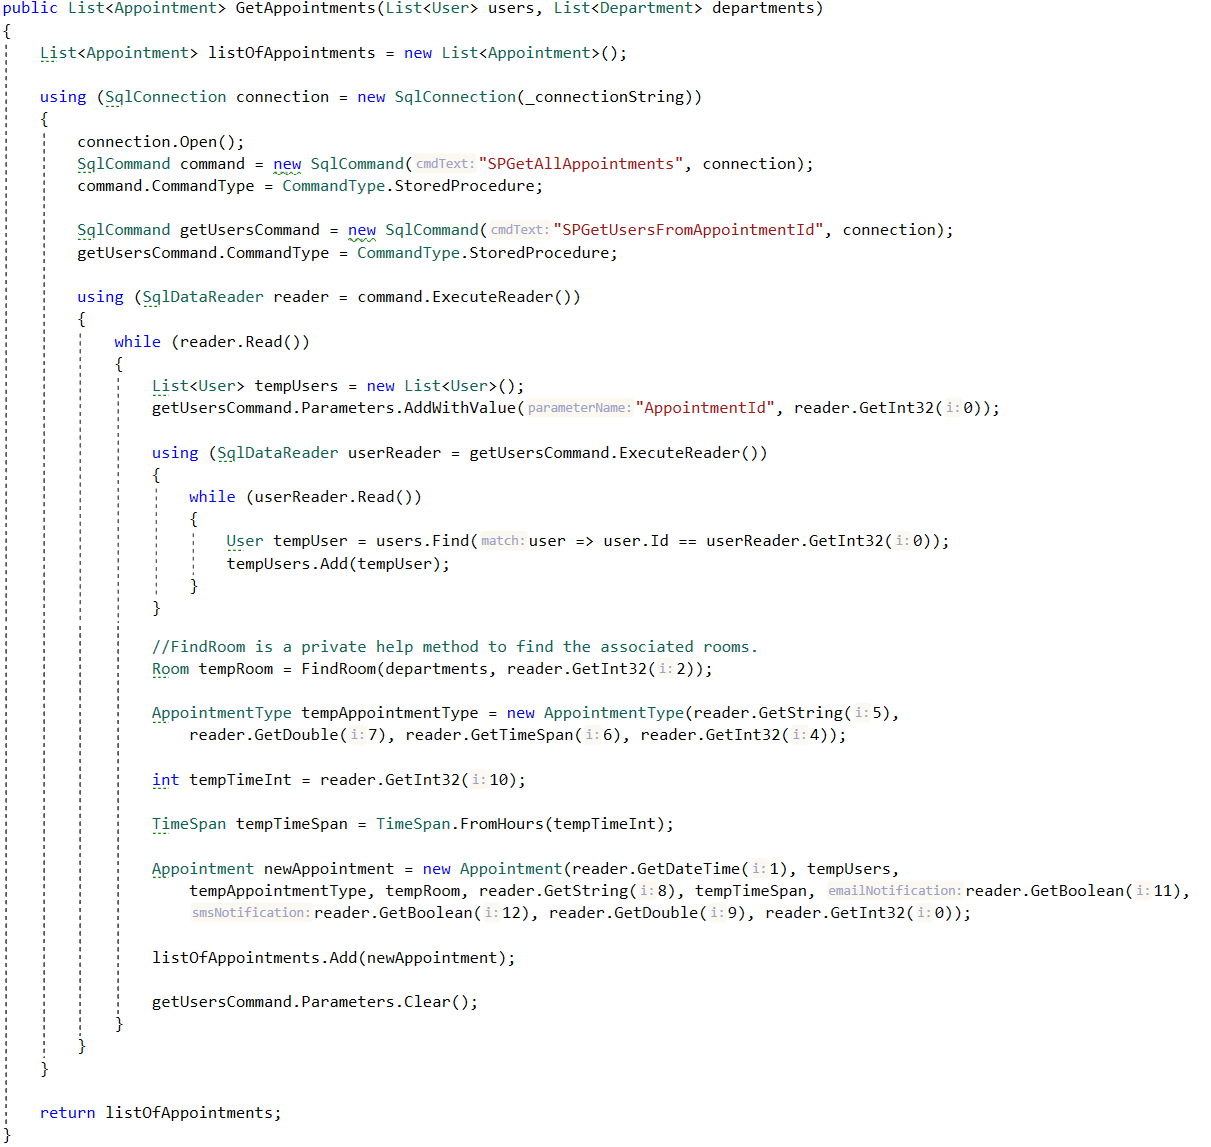 public List<Appointment> GetAppointments(List<User> users, List<Department> departments)
{
List<Appointment> listOfAppointments = new List<Appointment>();
using (SqlConnection connection = new SqlConnection(_connectionString))
{
connection.Open();
SqlCommand command = new SqlCommand( cmdText: "SPGetAllAppointments", connection);
command.CommandType = CommandType.StoredProcedure;
SqlCommand getUsersCommand = new SqlCommand( cmdText: "SPGetUsersFromAppointmentId", connection);
getUsersCommand.CommandType = CommandType.StoredProcedure;
using (SqlDataReader reader = command.ExecuteReader())
{
while (reader.Read())
{
List<User> tempUsers = new List<User>();
getUsersCommand.Parameters.AddWithValue( parameterName: "AppointmentId", reader.GetInt32( i: 0));
using (SqlDataReader userReader = getUsersCommand.ExecuteReader())
{
while (userReader.Read())
{
User tempUser = users.Find( match: user => user.Id == userReader.GetInt32( i: 0));
tempUsers.Add(tempUser);
}
}
//FindRoom is a private help method to find the associated rooms.
Room tempRoom = FindRoom(departments, reader.GetInt32( i: 2));
AppointmentType tempAppointmentType = new AppointmentType(reader.GetString( i: 5),
reader.GetDouble( i: 7), reader.GetTimeSpan( i: 6), reader.GetInt32( i: 4));
int tempTimeInt = reader.GetInt32( i: 10);
TimeSpan tempTimeSpan = TimeSpan.FromHours(tempTimeInt);
Appointment newAppointment = new Appointment(reader.GetDateTime( i: 1), tempUsers,
tempAppointmentType, tempRoom, reader.GetString( i: 8), tempTimeSpan, emailNotification: reader.GetBoolean( i: 11),
smsNotification: reader.GetBoolean( i: 12), reader.GetDouble( i: 9), reader.GetInt32( i: 0));
listOfAppointments.Add(newAppointment);
getUsersCommand.Parameters.Clear();
}
}
}
return listOfAppointments;
}